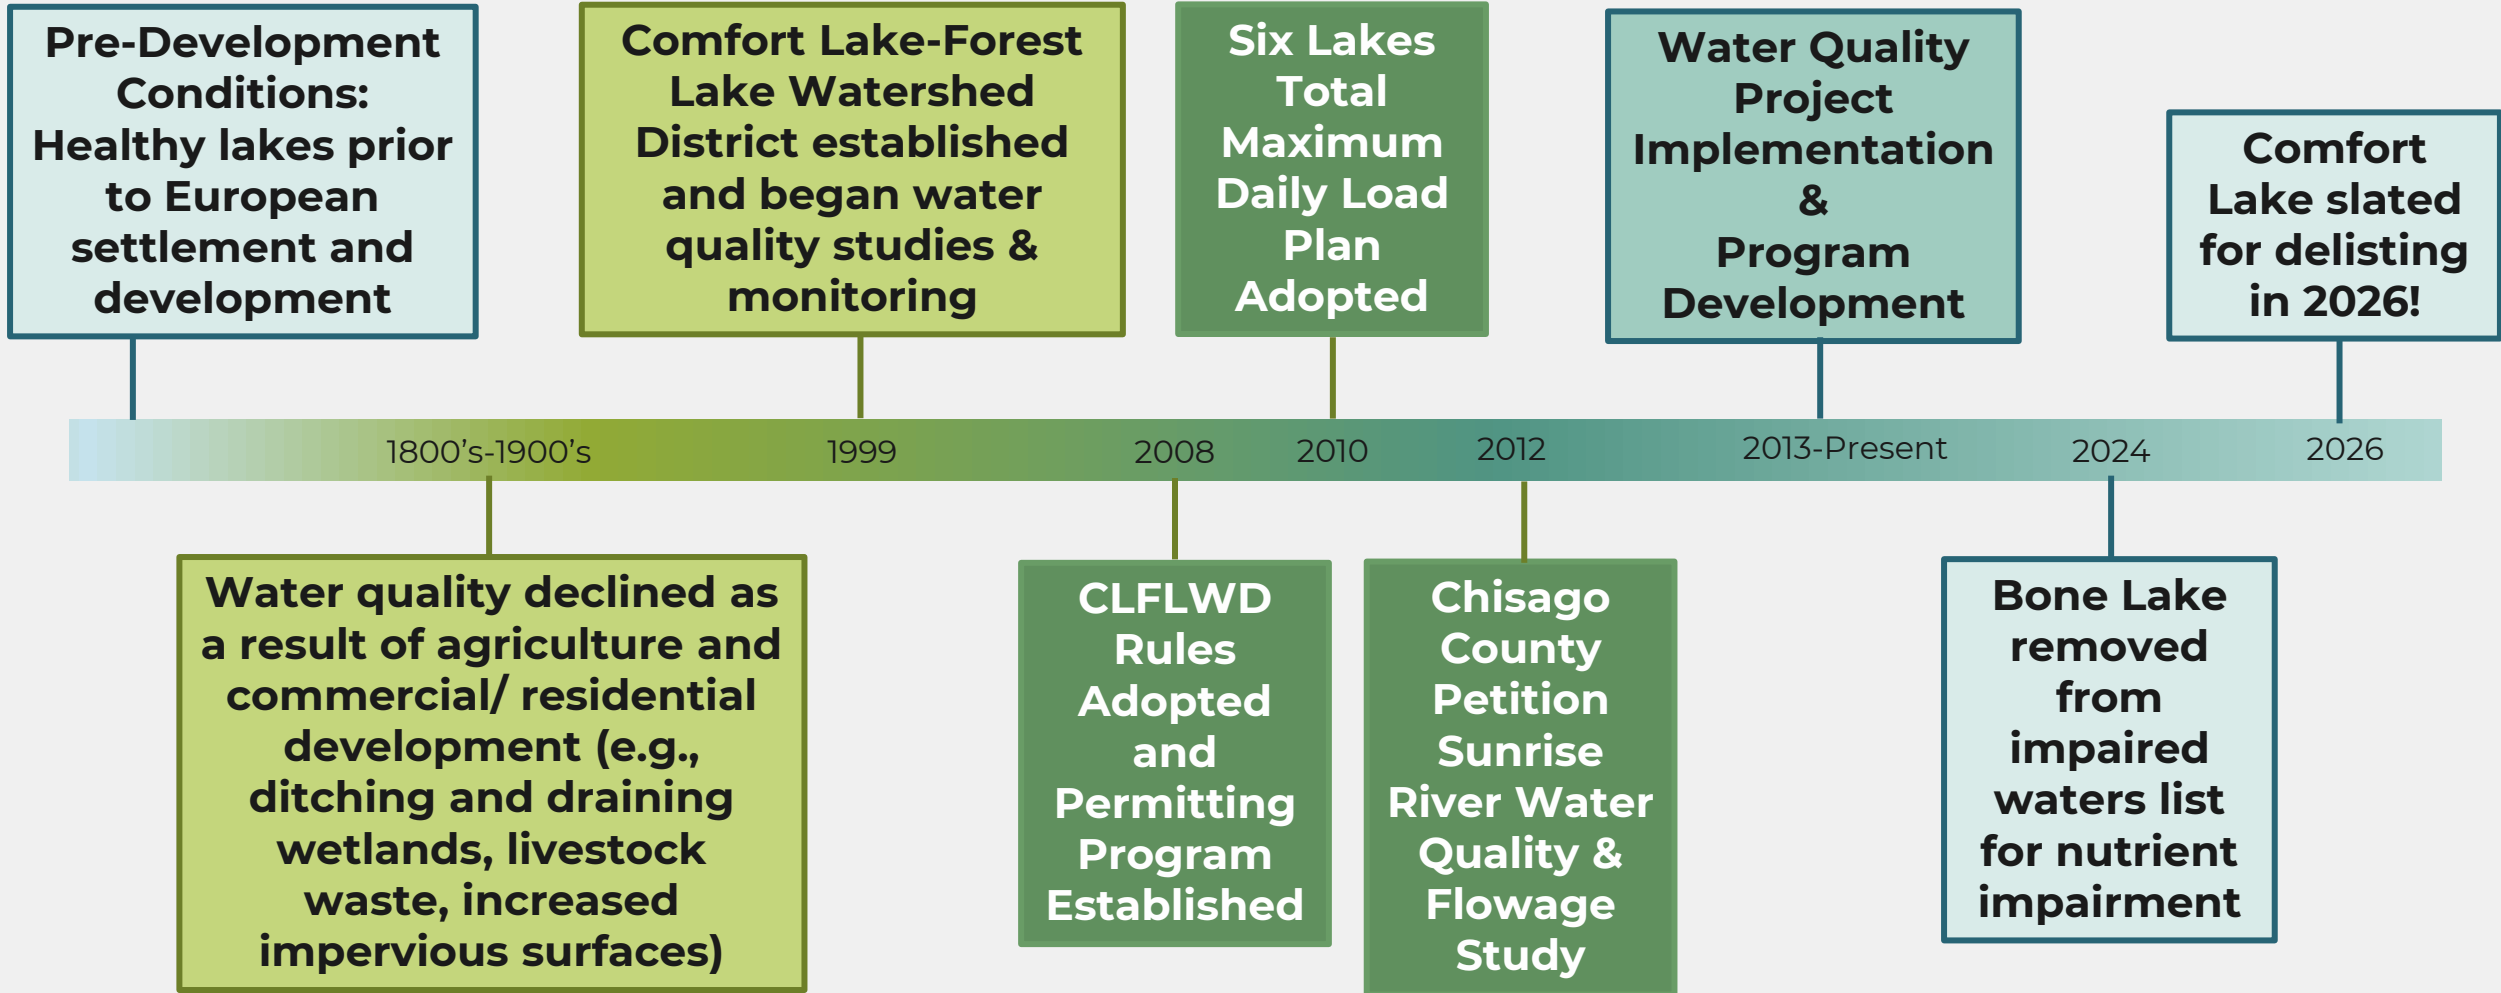 Pre-Development
Conditions:
Healthy lakes prior
to European
settlement and
development
Comfort Lake-Forest
Lake Watershed
District established
and began water
quality studies &
monitoring
Six Lakes
Total
Maximum
Daily Load
Plan
Adopted
Water Quality
Project
Implementation
&
Program
Development
Comfort
Lake slated
for delisting
in 2026!
1800's-1900's
1999
2008
2010
2012
2013-Present
2024
2026
Water quality declined as
a result of agriculture and
commercial/ residential
development (e.g.,
ditching and draining
wetlands, livestock
waste, increased
impervious surfaces)
CLFLWD
Rules
Adopted
and
Permitting
Program
Established
Chisago
County
Petition
Sunrise
River Water
Quality &
Flowage
Study
Bone Lake
removed
from
impaired
waters list
for nutrient
impairment